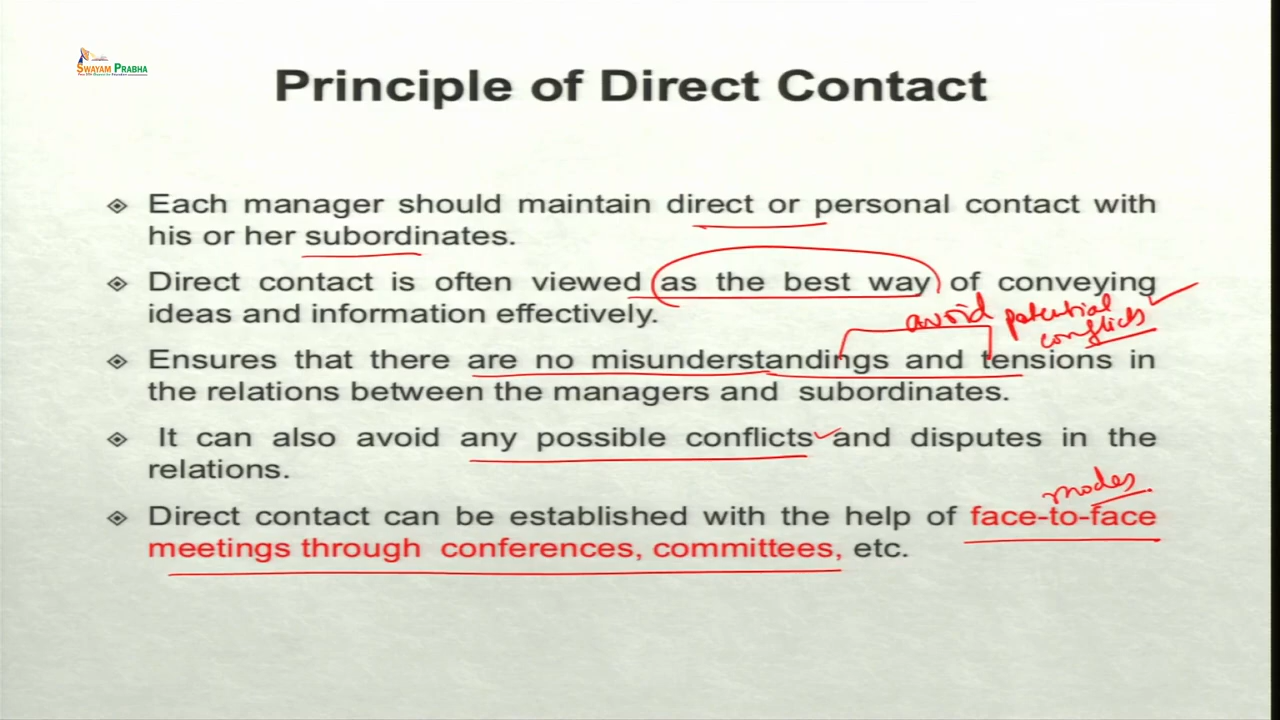 SWAYAM PRABHA
Principle of Direct Contact
Each manager should maintain direct or personal contact with
his or her subordinates.
Direct contact is often viewed as the best way of conveying
ideas and information effectively.
avoid potential
conflicts
Ensures that there are no misunderstandings and tensions in
the relations between the managers and subordinates.
It can also avoid any possible conflicts and disputes in the
relations.
modes
Direct contact can be established with the help of face-to-face
meetings through conferences, committees, etc.